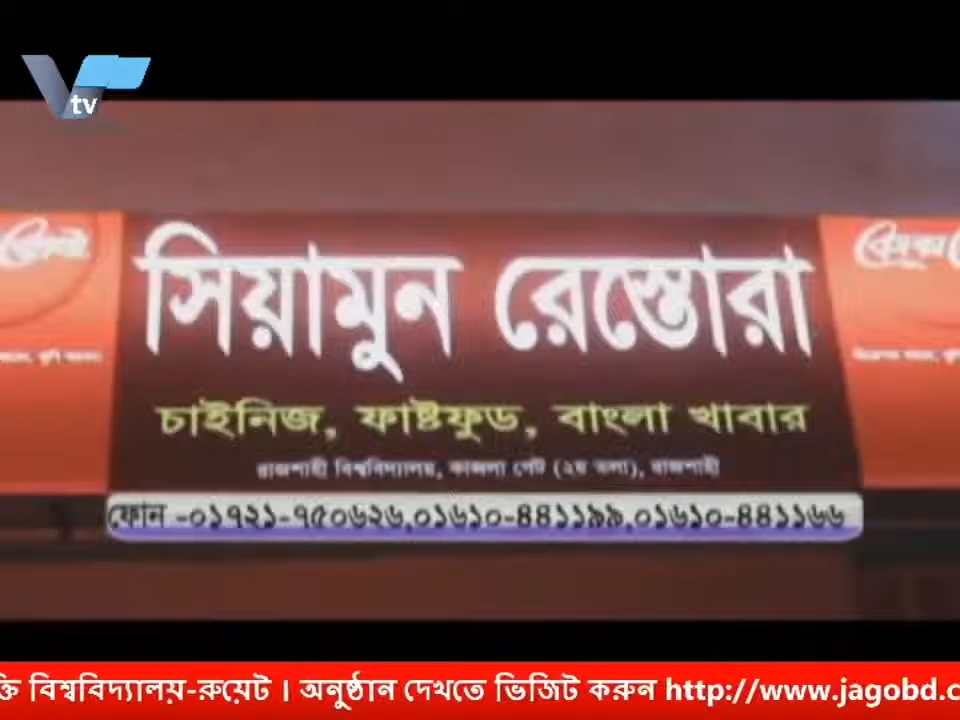 tv
সিয়ামুন রেস্তোরা
চাইনিজ, ফাষ্টফুড, বাংলা খাবার
রাজশাহী বিশ্ববিদ্যালয়, কাজলা গেট (২য় তলা), রাজশাহী
ফোন -০১৭২১-৭৫০৬২৬,০১৬১০-৪৪১১৯৯,০১৬১০-৪৪১১৬৬
ক্তি বিশ্ববিদ্যালয়-রুয়েট । অনুষ্ঠান দেখতে ভিজিট করুন http://www.jagobd.c